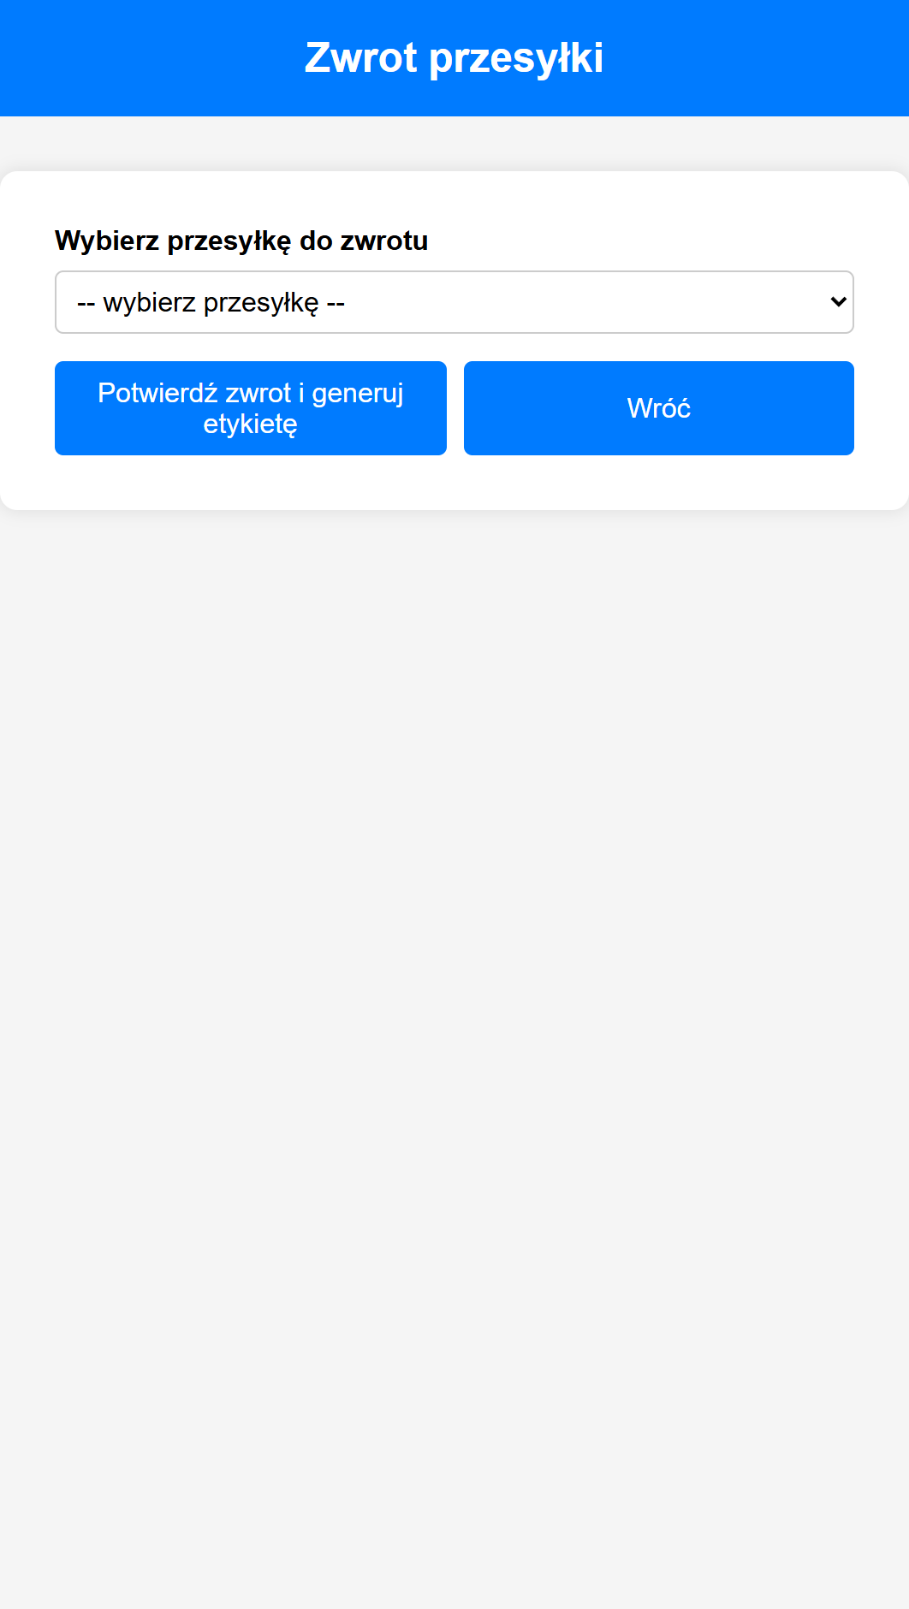 Zwrot przesyłki
Wybierz przesyłkę do zwrotu
-- wybierz przesyłkę --
Potwierdź zwrot i generuj
etykietę
Wróć